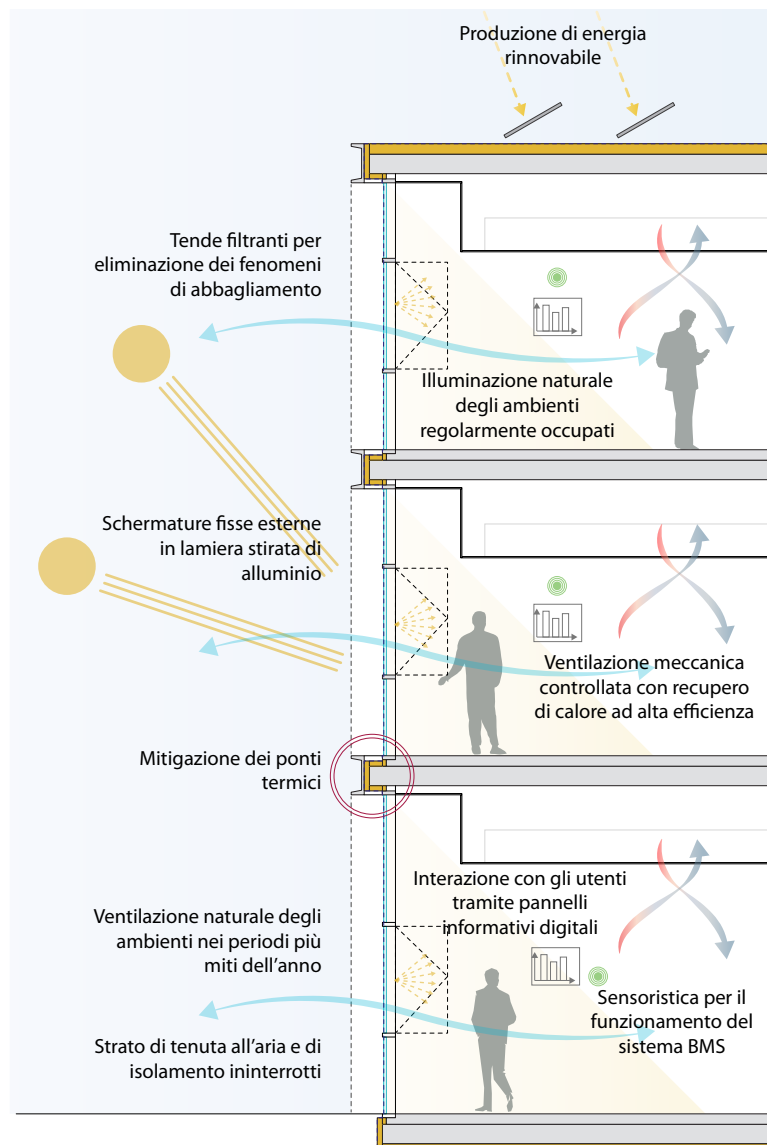 Produzione di energia
rinnovabile
Tende filtranti per
eliminazione dei fenomeni
di abbagliamento
Illuminazione naturale
degli ambienti
regolarmente occupati
Schermature fisse esterne
in lamiera stirata di
alluminio
Ventilazione meccanica
controllata con recupero
di calore ad alta efficienza
Mitigazione dei ponti
termici
Interazione con gli utenti
tramite pannelli
informativi digitali
Ventilazione naturale degli
ambienti nei periodi più
miti dell’anno
Sensoristica per il
funzionamento del
sistema BMS
Strato di tenuta all’aria e di
isolamento ininterrotti